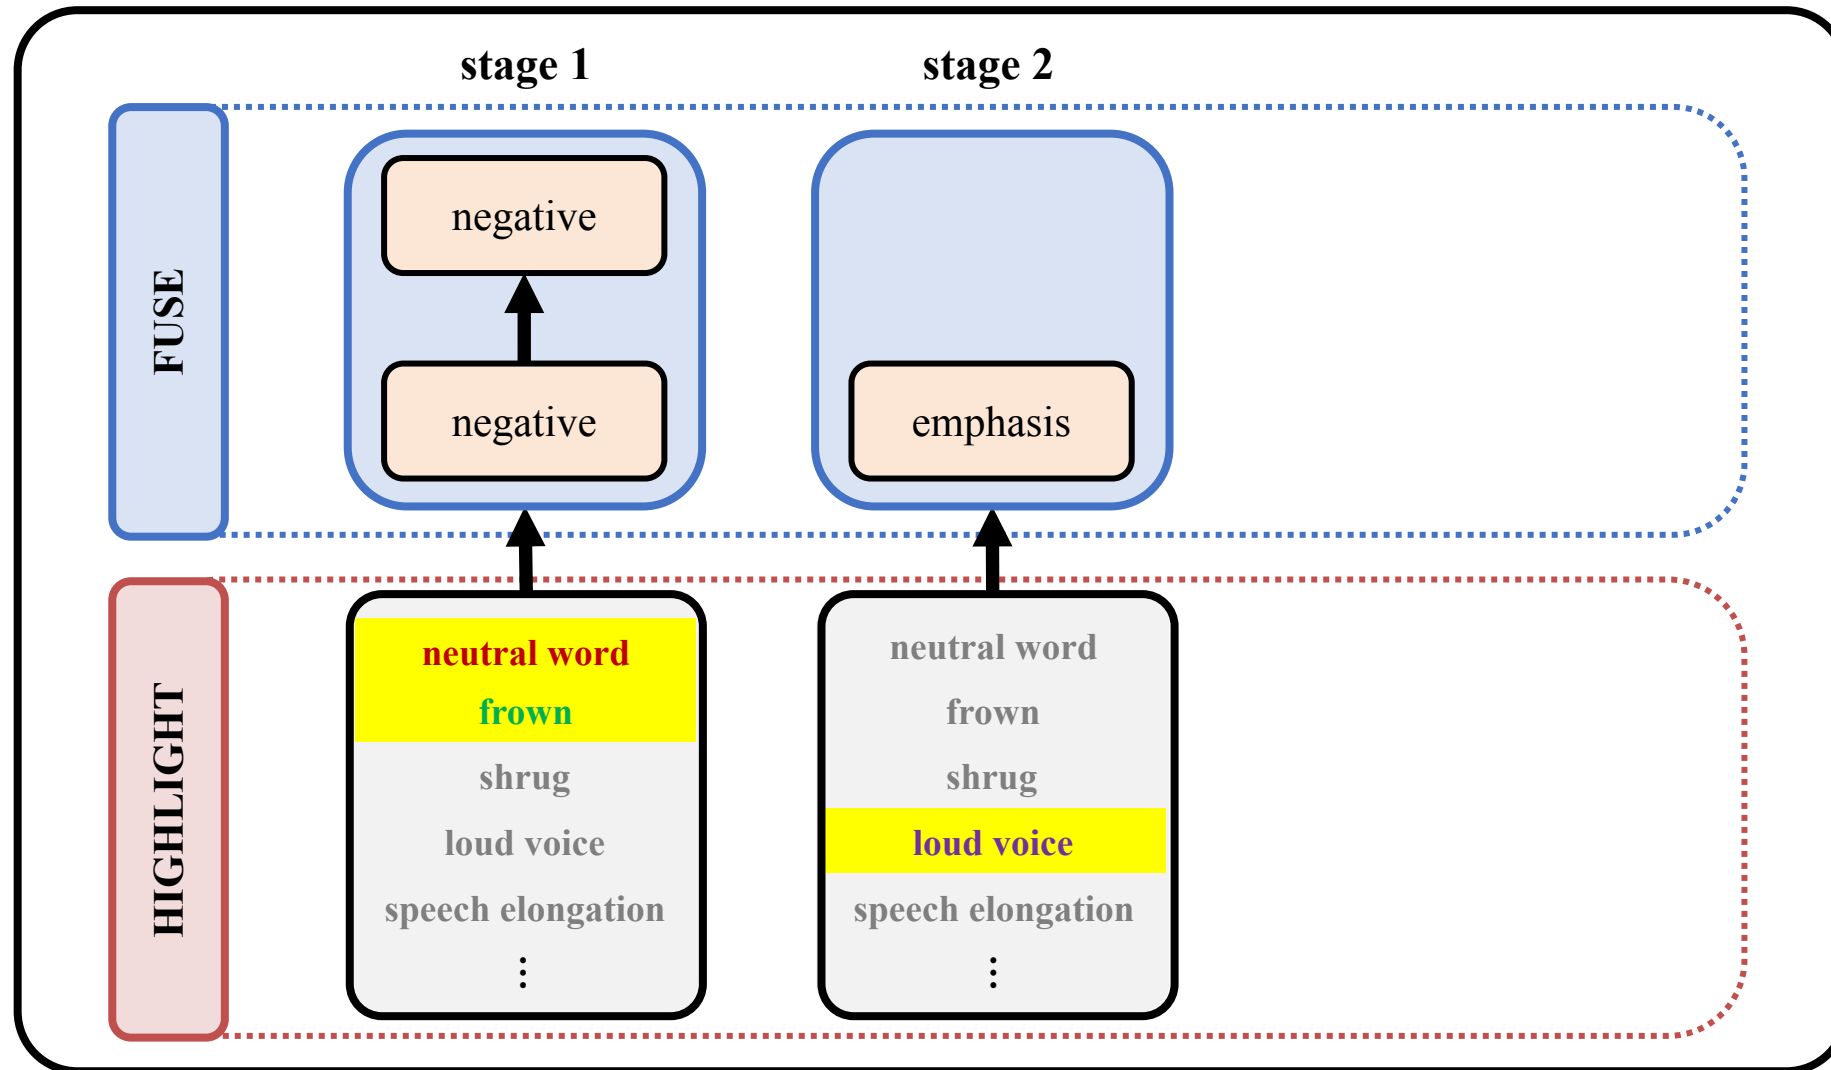 stage 1
stage 2
FUSE
negative
negative
emphasis
HIGHLIGHT
neutral word
frown
shrug
loud voice
speech elongation
⋮
neutral word
frown
shrug
loud voice
speech elongation
⋮